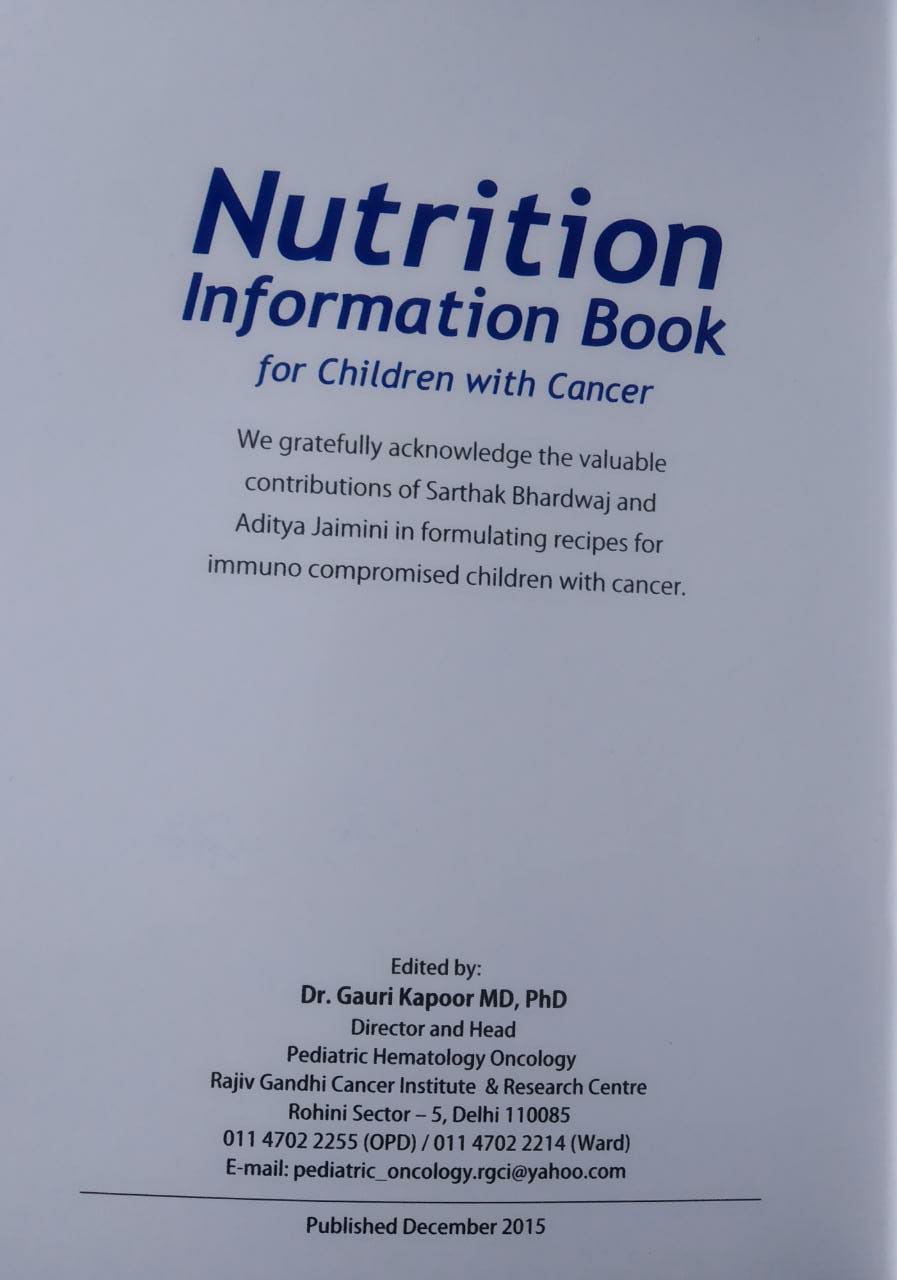 Nutrition
Information Book
for Children with Cancer
We gratefully acknowledge the valuable
contributions of Sarthak Bhardwaj and
Aditya Jaimini in formulating recipes for
immuno compromised children with cancer.
Edited by:
Dr. Gauri Kapoor MD, PhD
Director and Head
Pediatric Hematology Oncology
Rajiv Gandhi Cancer Institute & Research Centre
Rohini Sector – 5, Delhi 110085
011 4702 2255 (OPD) / 011 4702 2214 (Ward)
E-mail: pediatric_oncology.rgci@yahoo.com
Published December 2015